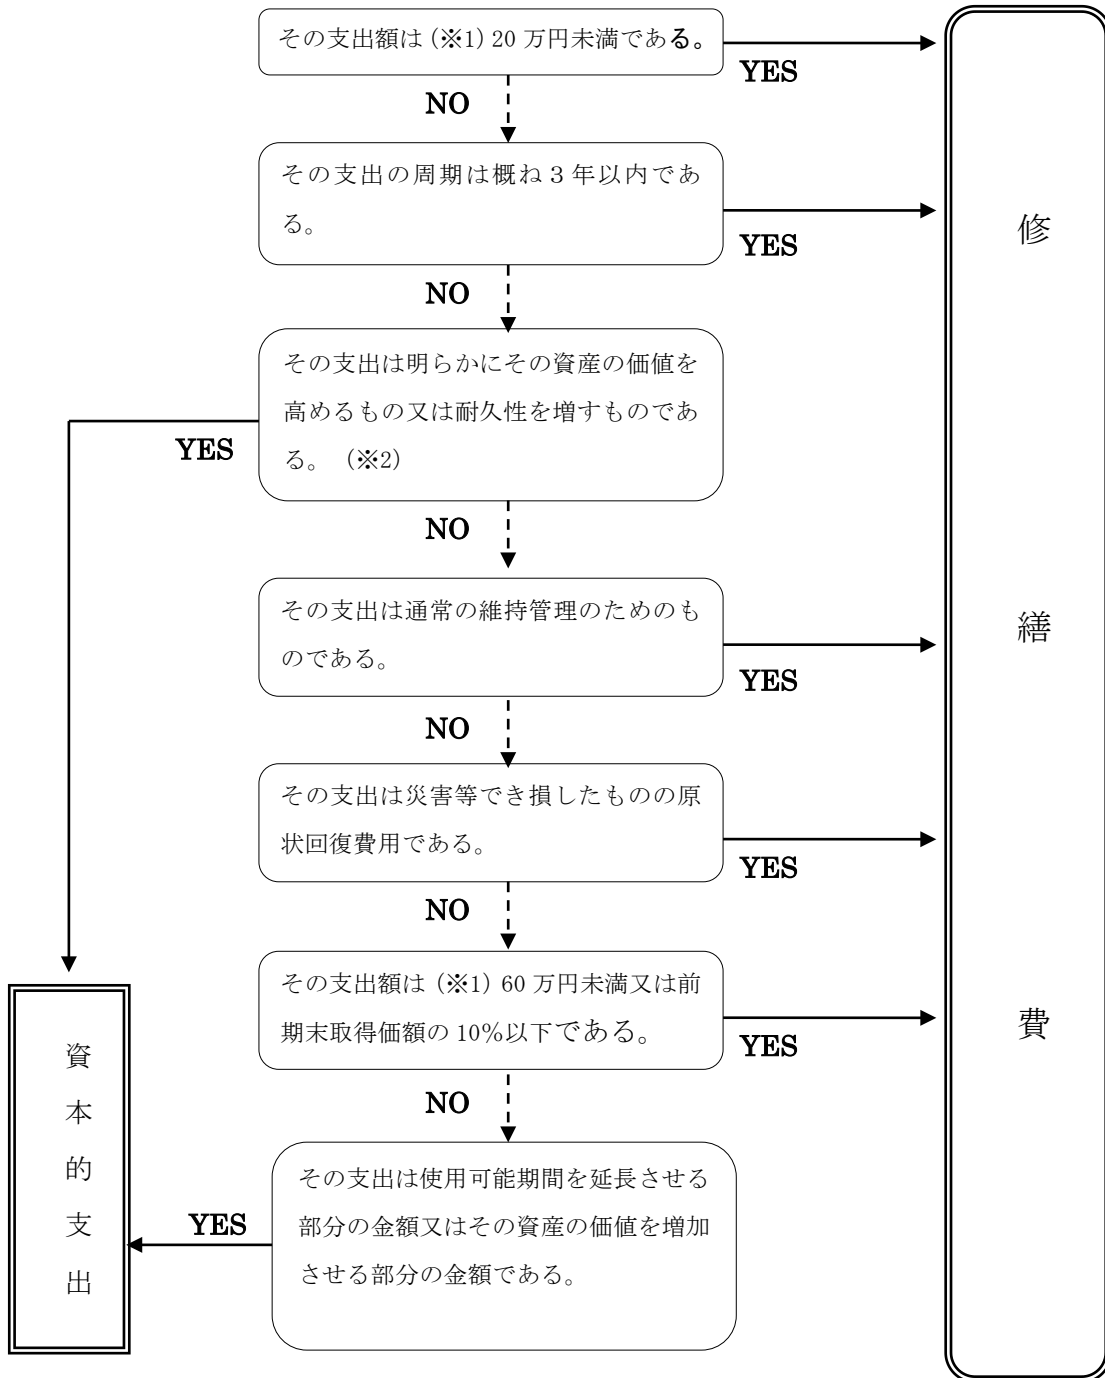 その支出額は (※1) 20 万円未満である。
YES
NO
その支出の周期は概ね３年以内であ
る。
YES
NO
その支出は明らかにその資産の価値を
高めるもの又は耐久性を増すものであ
る。 (※2)
YES
NO
その支出は通常の維持管理のためのも
のである。
YES
NO
その支出は災害等でき損したものの原
状回復費用である。
YES
NO
その支出額は (※1) 60 万円未満又は前
期末取得価額の 10％以下である。
YES
NO
その支出は使用可能期間を延長させる
部分の金額又はその資産の価値を増加
させる部分の金額である。
YES
資
本
的
支
出
修
繕
費